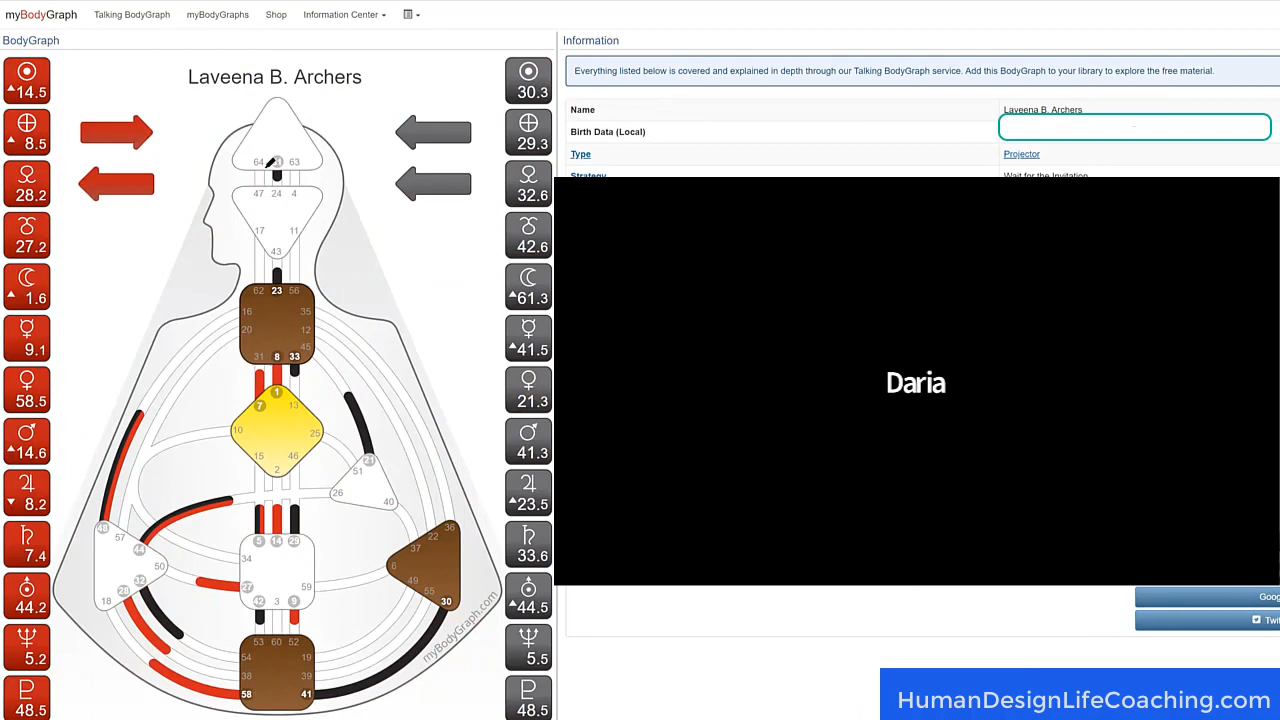 myBodyGraph Talking BodyGraph myBodyGraphs Shop Information Center
BodyGraph
Information
Laveena B. Archers
Everything listed below is covered and explained in depth through our Talking BodyGraph service. Add this BodyGraph to your library to explore the free material.
Name Laveena B. Archers
Birth Data (Local)
Type Projector
Strategy Wait for the Invitation
14.5
8.5
28.2
27.2
1.6
9.1
58.5
14.6
8.2
7.4
44.2
5.2
48.5
30.3
29.3
32.6
42.6
61.3
41.5
21.3
41.3
23.5
33.6
44.5
5.5
48.5
64 63
47 24 4
17 11
43
62 23 56
16 35
20 12
45
31 8 33
1
7 13
10 25
15 46
2
21
51
26 40
48
57
44
50
32
28
18
5 14 29
34
27 59
42 3 9
36
22
37
6
49
55
30
53 60 52
54 19
38 39
58 41
myBodyGraph.com
Daria
Goog
Twit
HumanDesignLifeCoaching.com